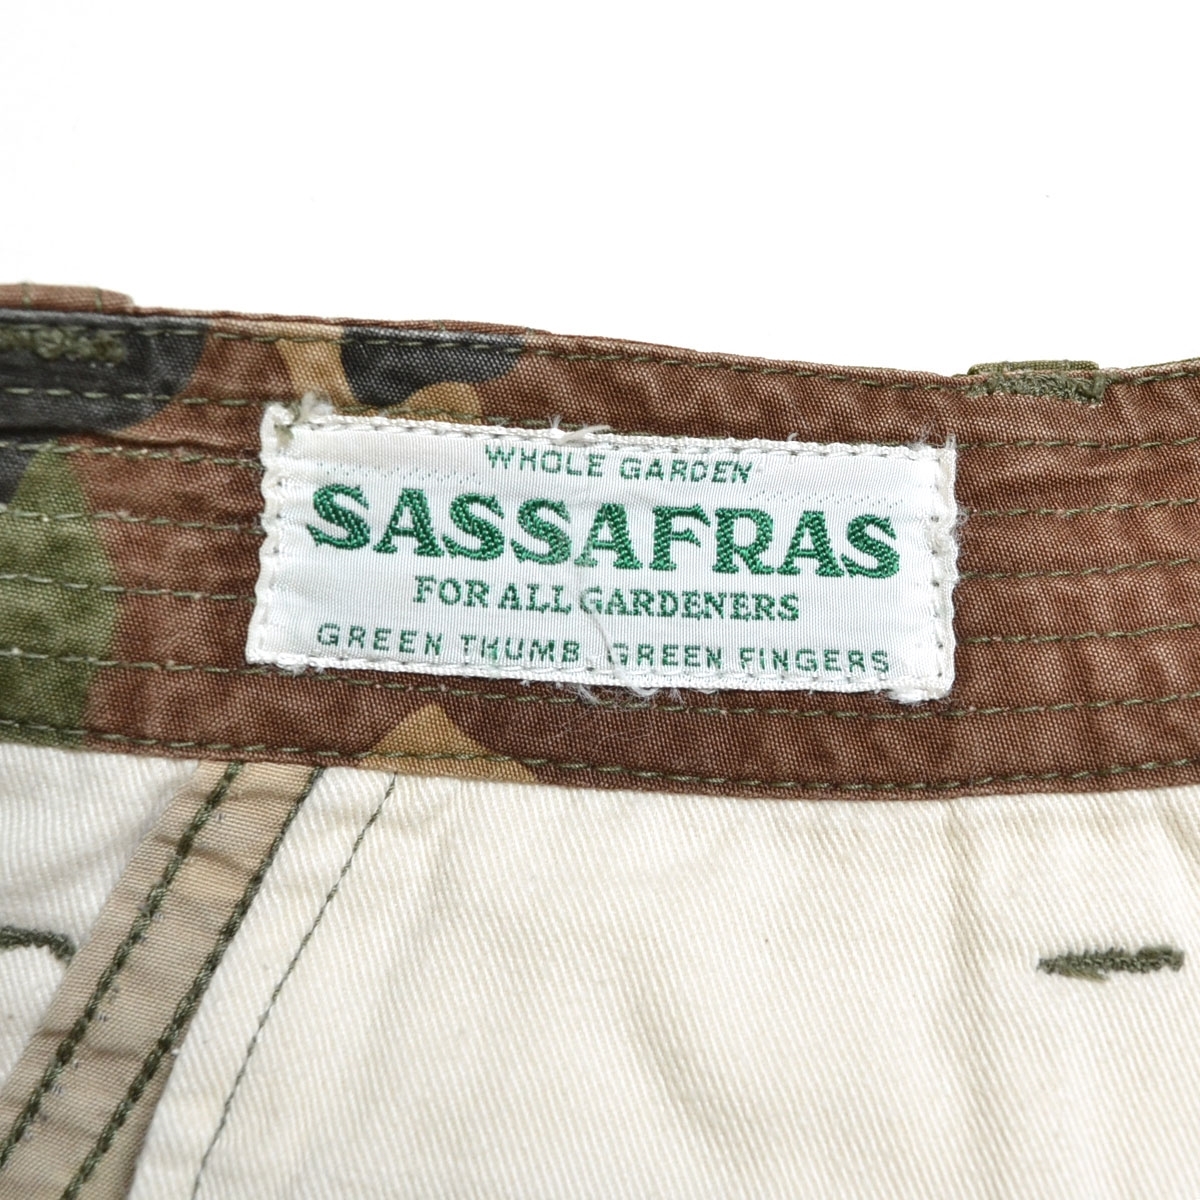 WHOLE GARDEN
SASSAFRAS
FOR ALL GARDENERS
GREEN THUMB GREEN FINGERS